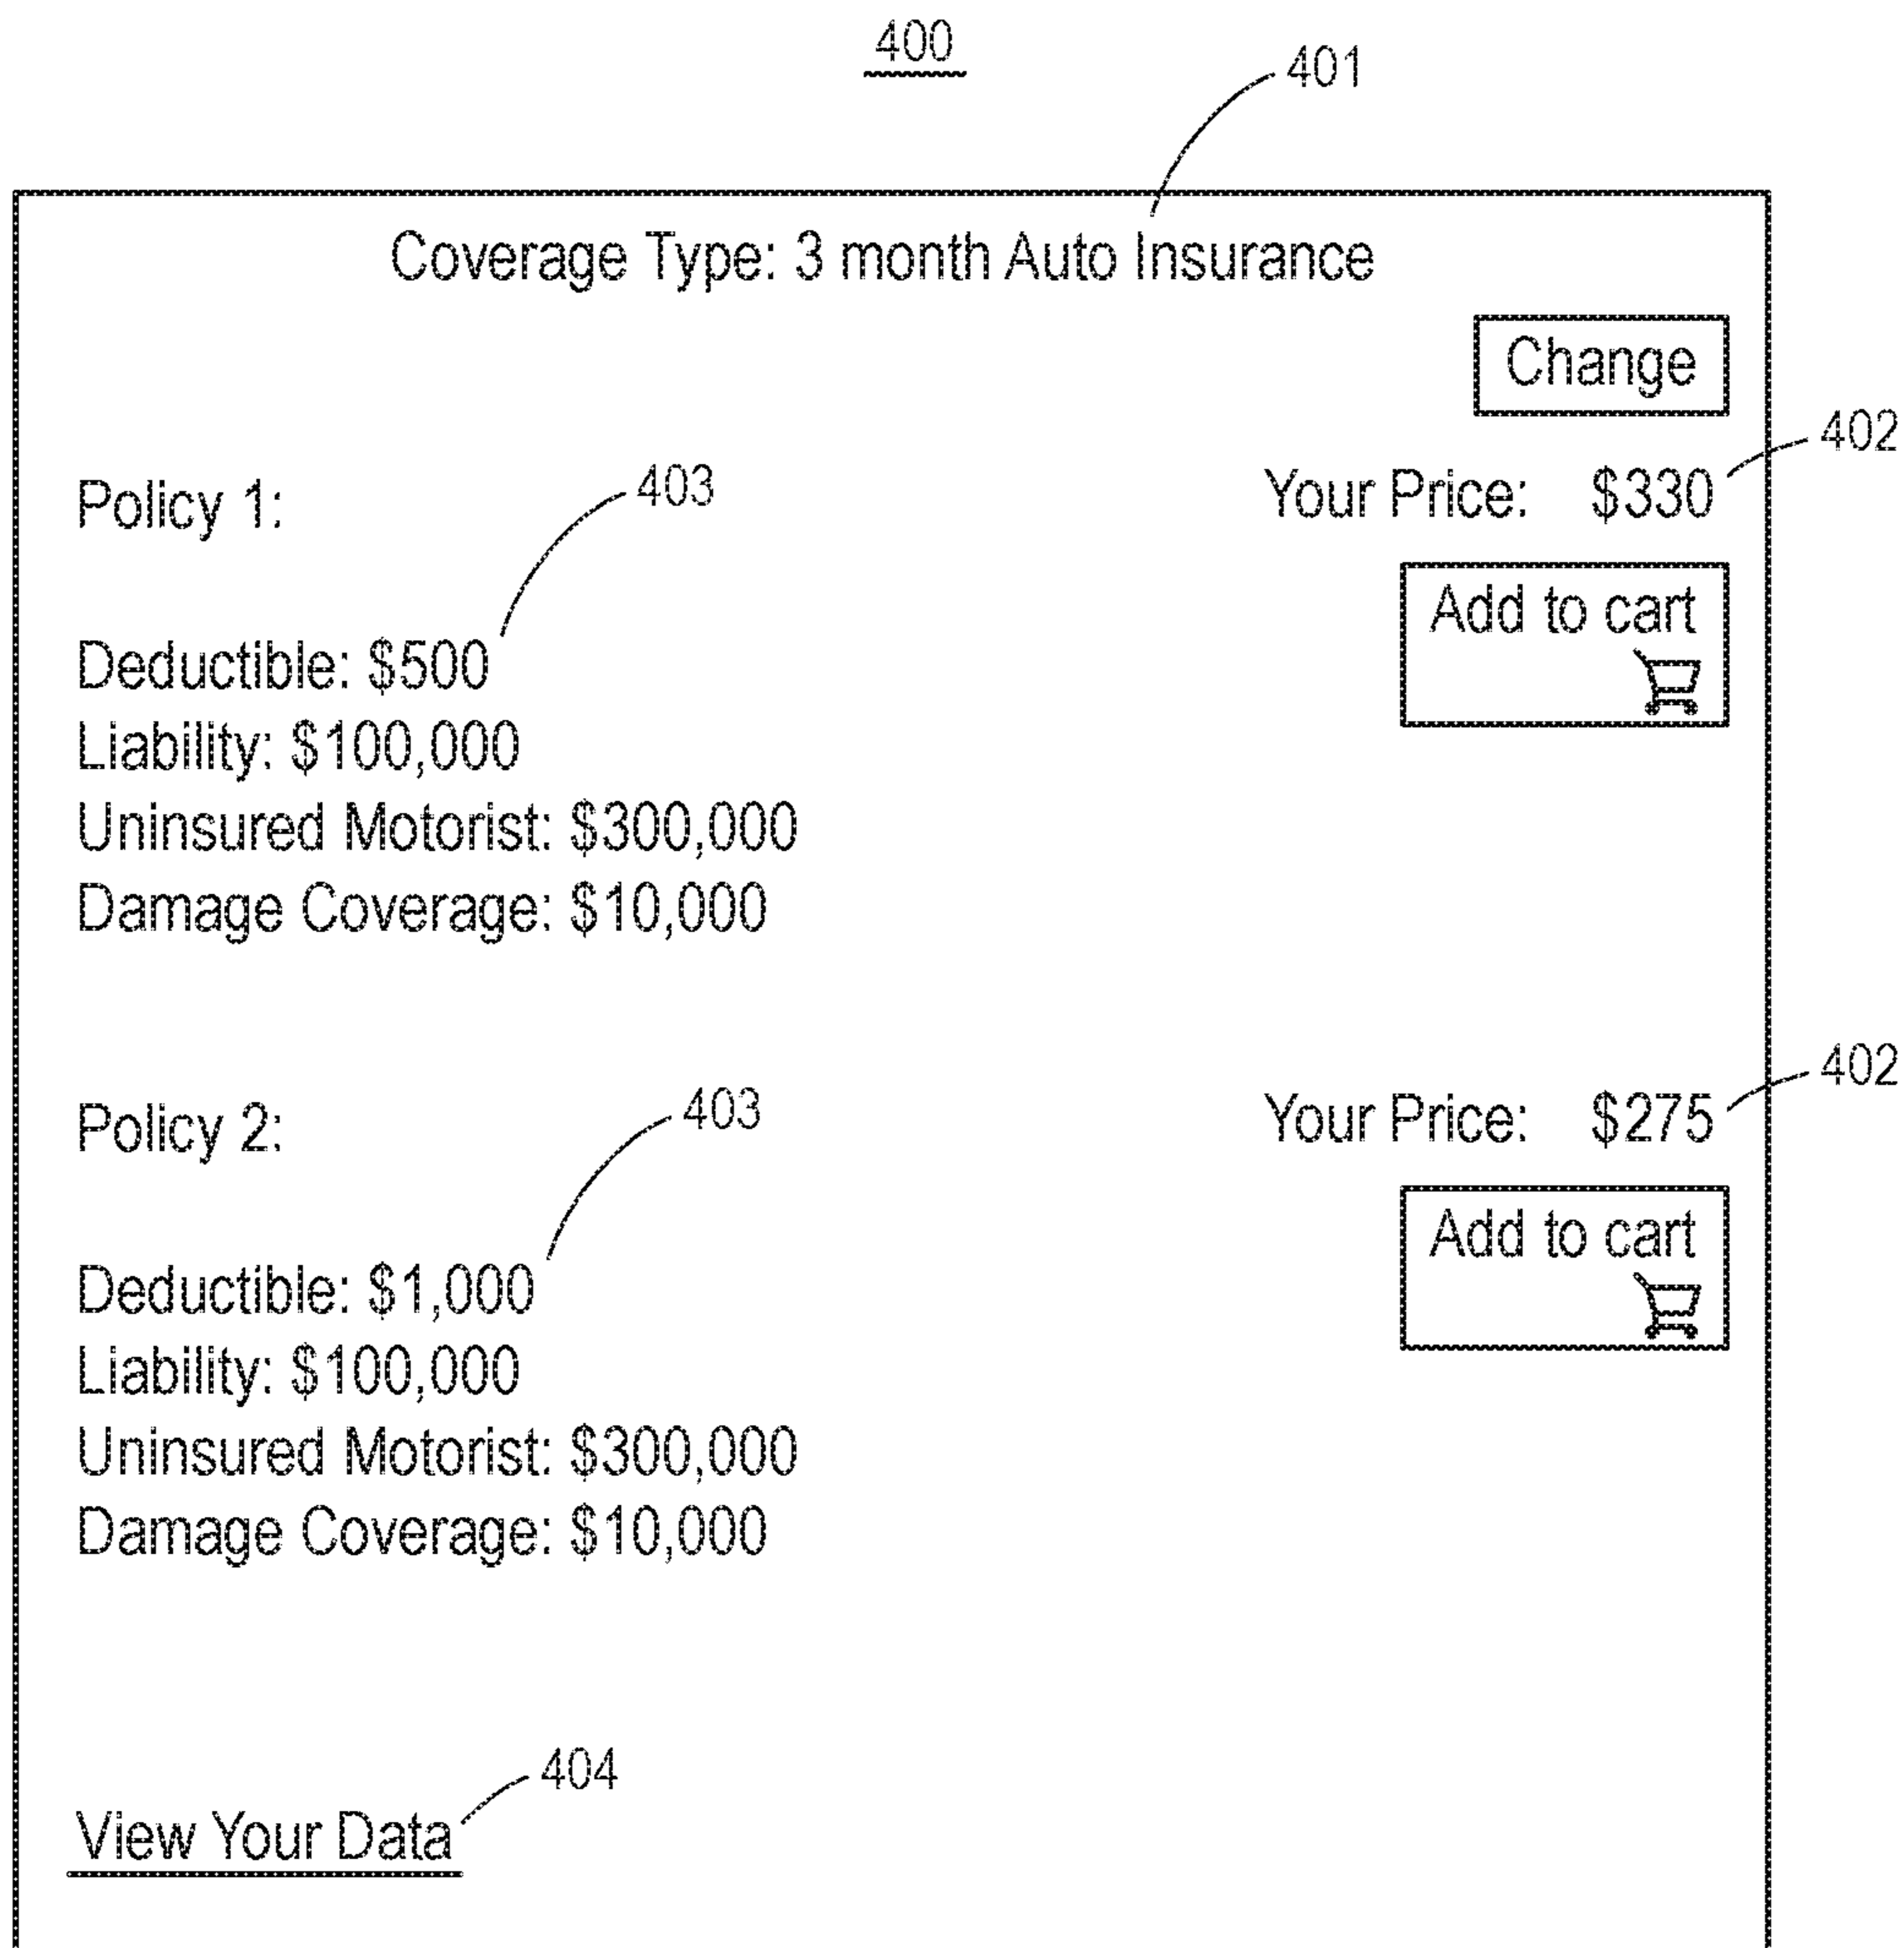 400
401
Coverage Type: 3 month Auto Insurance
Change
402
Policy 1:
403
Your Price: $330
Add to cart
Deductible: $500
Liability: $100,000
Uninsured Motorist: $300,000
Damage Coverage: $10,000
402
Policy 2:
403
Your Price: $275
Add to cart
Deductible: $1,000
Liability: $100,000
Uninsured Motorist: $300,000
Damage Coverage: $10,000
404
View Your Data